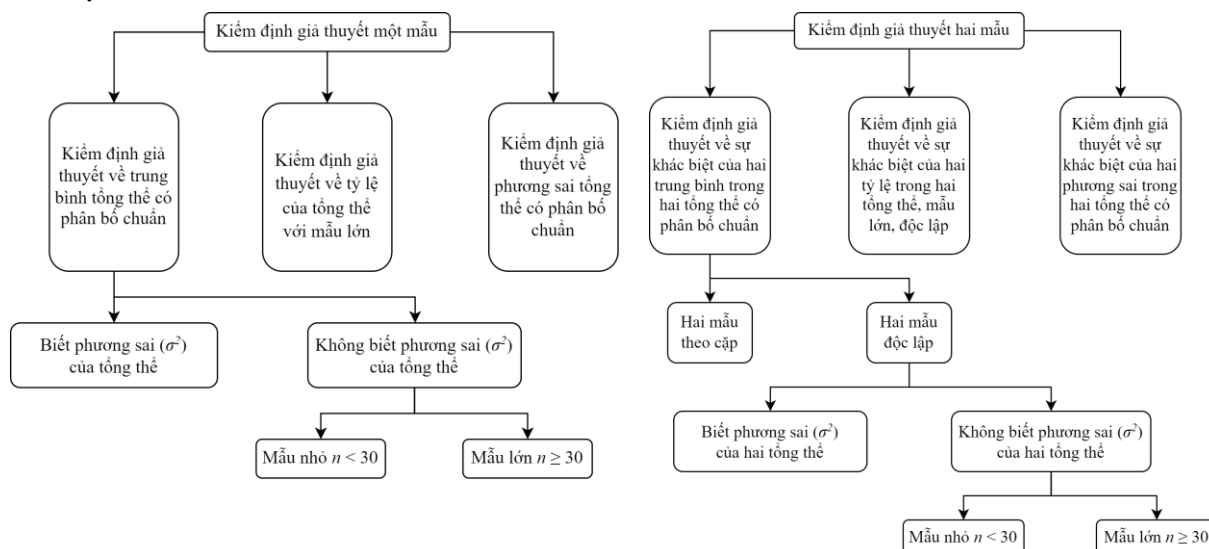 Kiểm định giả thuyết một mẫu
Kiểm định giả
thuyết về trung
bình tổng thể có
phân bố chuẩn
Kiểm định giả
thuyết về tỷ lệ
của tổng thể
với mẫu lớn
Kiểm định giả
thuyết về
phương sai tổng
thể có phân bố
chuẩn
Biết phương sai (σ²)
của tổng thể
Không biết phương sai (σ²)
của tổng thể
Mẫu nhỏ n < 30
Mẫu lớn n ≥ 30
Kiểm định giả thuyết hai mẫu
Kiểm định giả
thuyết về sự
khác biệt của hai
trung bình trong
hai tổng thể có
phân bố chuẩn
Kiểm định giả
thuyết về sự
khác biệt của hai
tỷ lệ trong hai
tổng thể, mẫu
lớn, độc lập
Kiểm định giả
thuyết về sự
khác biệt của hai
phương sai trong
hai tổng thể có
phân bố chuẩn
Hai mẫu
theo cặp
Hai mẫu
độc lập
Biết phương sai (σ²)
của hai tổng thể
Không biết phương sai (σ²)
của hai tổng thể
Mẫu nhỏ n < 30
Mẫu lớn n ≥ 30